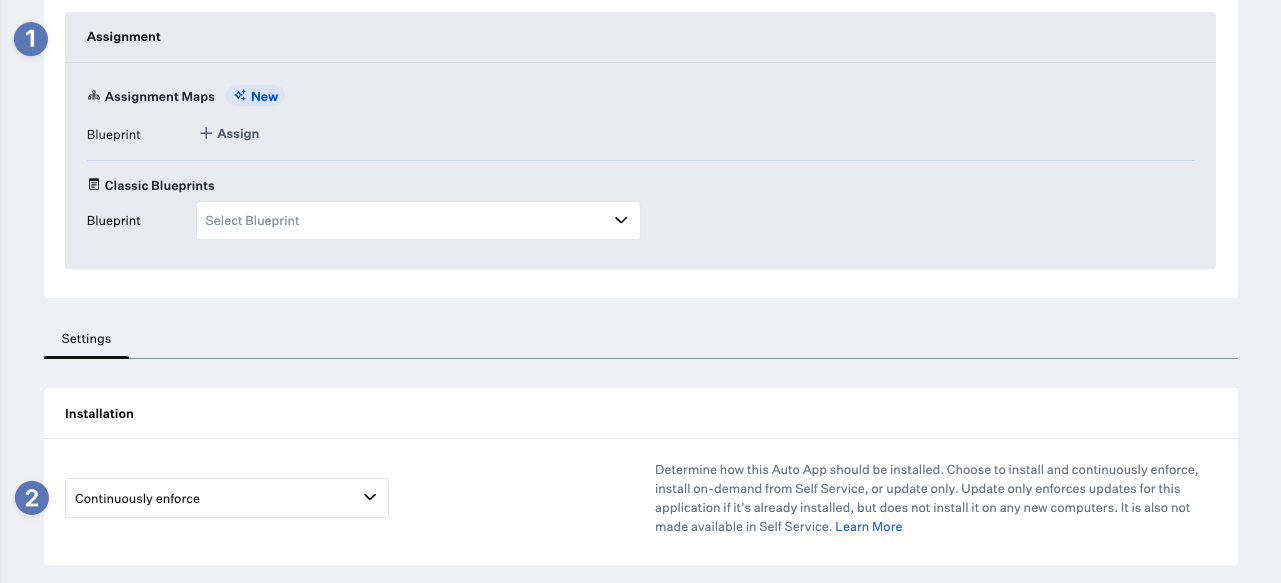 1
Assignment
Assignment Maps New
Blueprint + Assign
Classic Blueprints
Blueprint Select Blueprint
Settings
Installation
Determine how this Auto App should be installed. Choose to install and continuously enforce,
install on-demand from Self Service, or update only. Update only enforces updates for this
application if it's already installed, but does not install it on any new computers. It is also not
made available in Self Service. Learn More
2
Continuously enforce